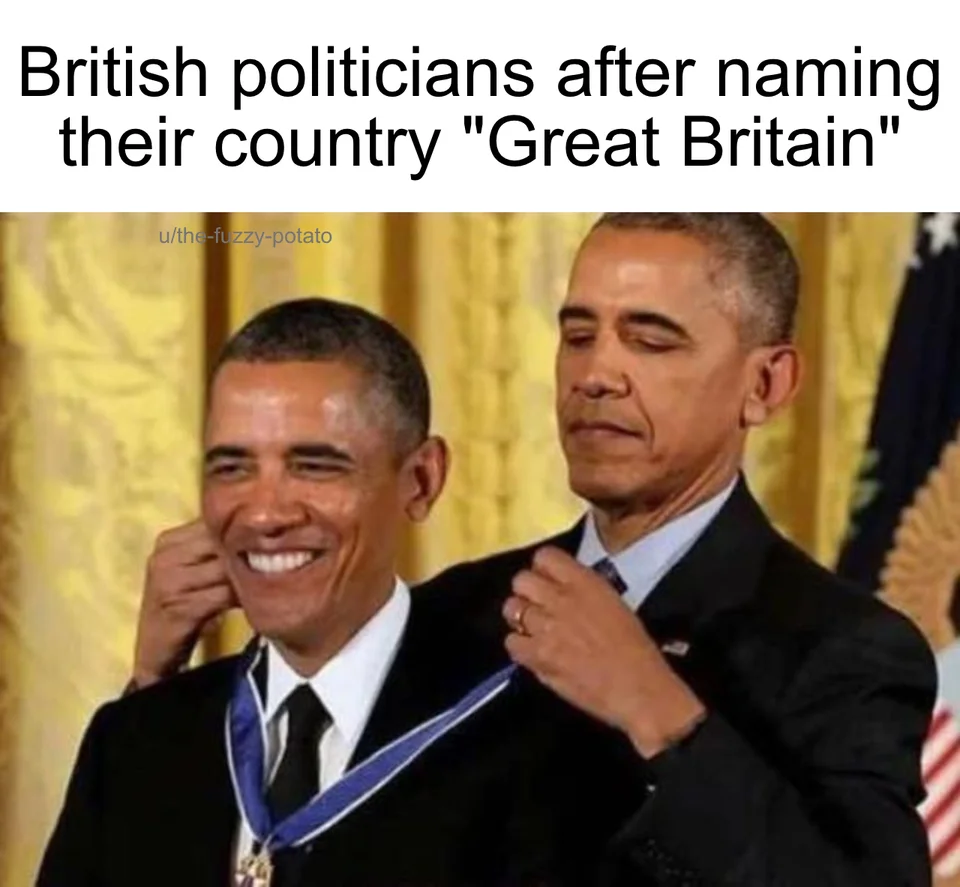 British politicians after naming
their country "Great Britain"
u/the-fuzzy-potato